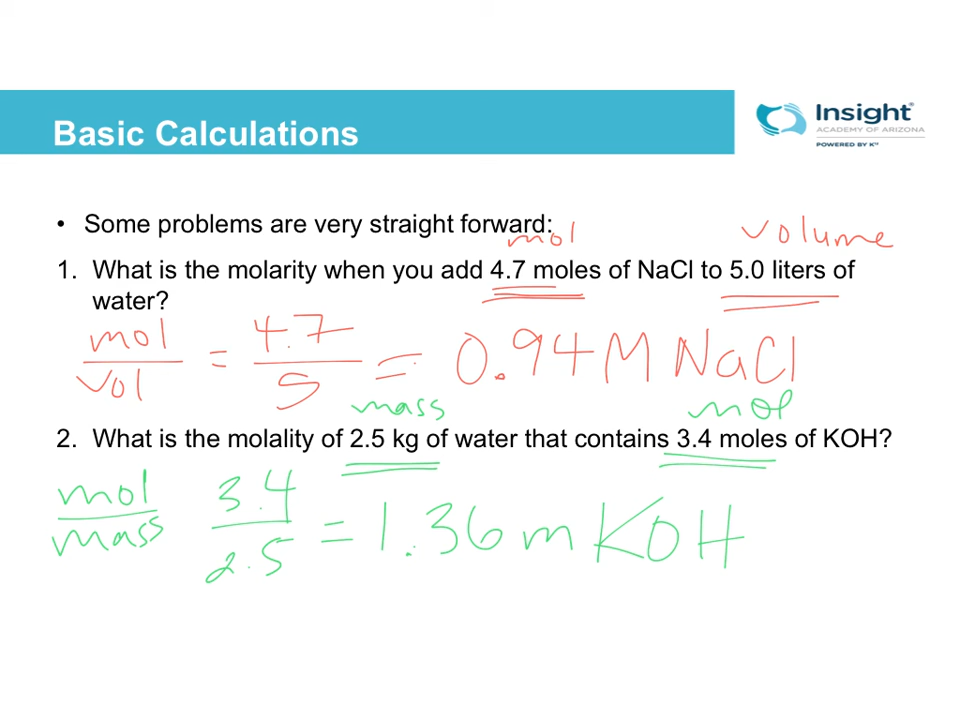 Basic Calculations
Insight
ACADEMY OF ARIZONA
POWERED BY K¹²
• Some problems are very straight forward:
mol volume
1. What is the molarity when you add 4.7 moles of NaCl to 5.0 liters of
water?
mol/vol = 4.7/5 = 0.94 M NaCl
mass mol
2. What is the molality of 2.5 kg of water that contains 3.4 moles of KOH?
mol/mass 3.4/2.5 = 1.36 m KOH